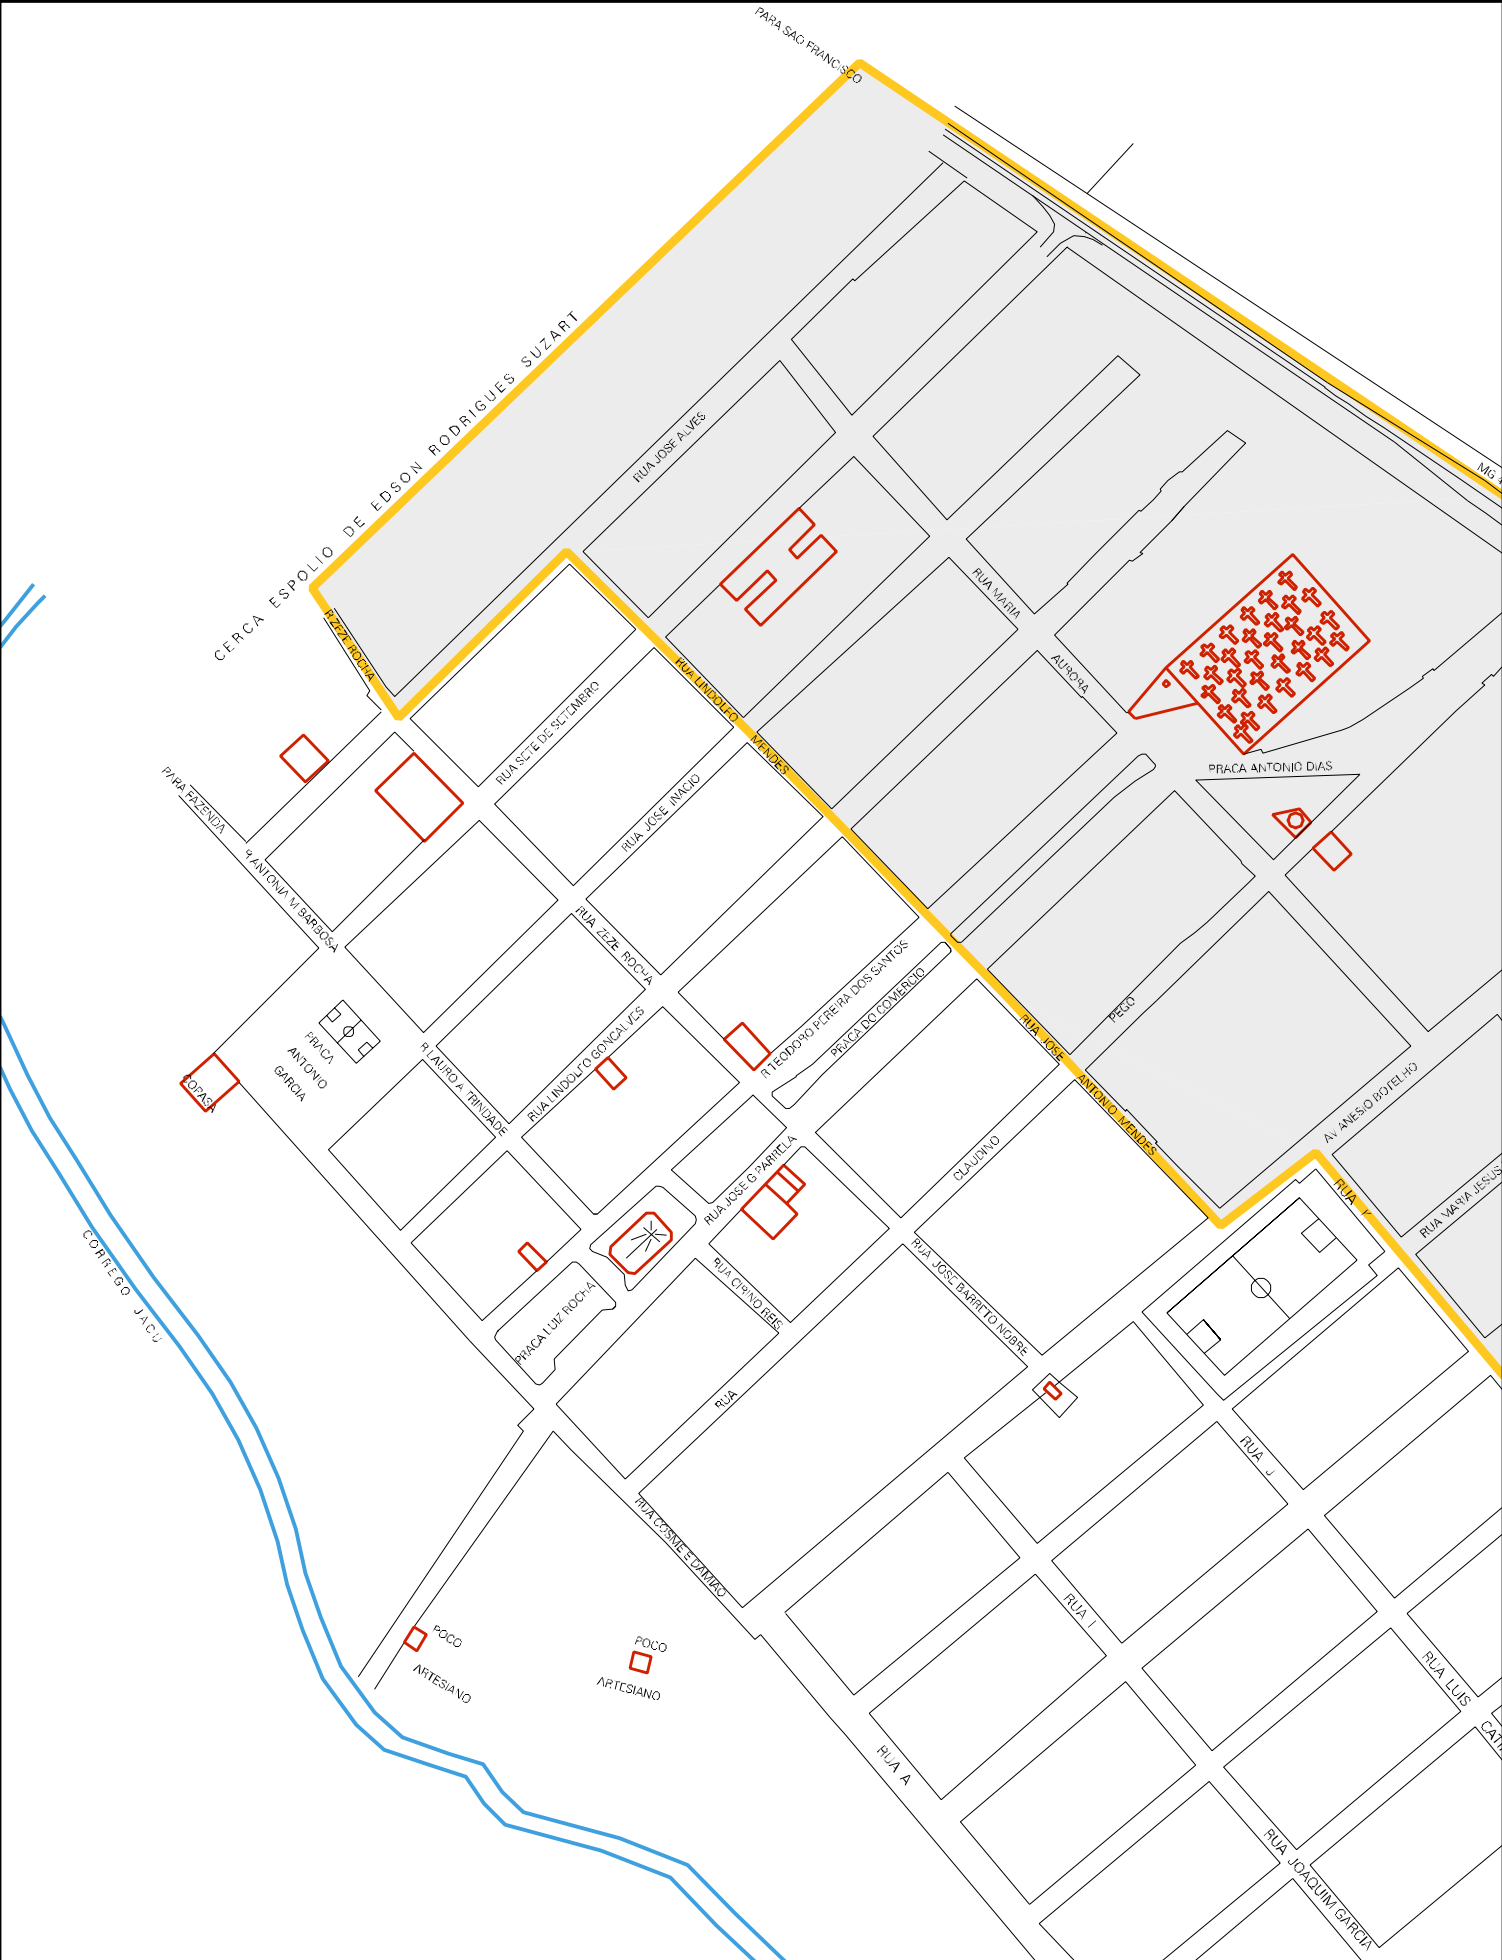 PARA SAO FRANCISCO
CERCA ESPOLIO DE EDSON RODRIGUES SUZART
RUA JOSE ALVES
MG
R ZEZE ROCHA
RUA MARIA
AURORA
RUA LINDOLFO
MENDES
RUA SETE DE SETEMBRO
RUA JOSE INACIO
PRACA ANTONIO DIAS
PARA FAZENDA
R ANTONIA M BARBOSA
RUA ZEZE ROCHA
R TEODORO PEREIRA DOS SANTOS
PRACA DO COMERCIO
PEGO
RUA JOSE
ANTONIO MENDES
PRACA
ANTONIO
GARCIA
COPASA
R LAURO A TRINDADE
RUA LINDOLFO GONCALVES
AV ANESIO BOTELHO
RUA JOSE G PARRELA
CLAUDINO
RUA
RUA MARIA JESUS
CORREGO JACU
RUA CIRINO REIS
RUA JOSE BARRETO NOBRE
PRACA LUIZ ROCHA
RUA
RUA J
RUA COSME E DAMIAO
RUA I
POCO
ARTESIANO
POCO
ARTESIANO
RUA LUIS
RUA A
RUA JOAQUIM GARCIA